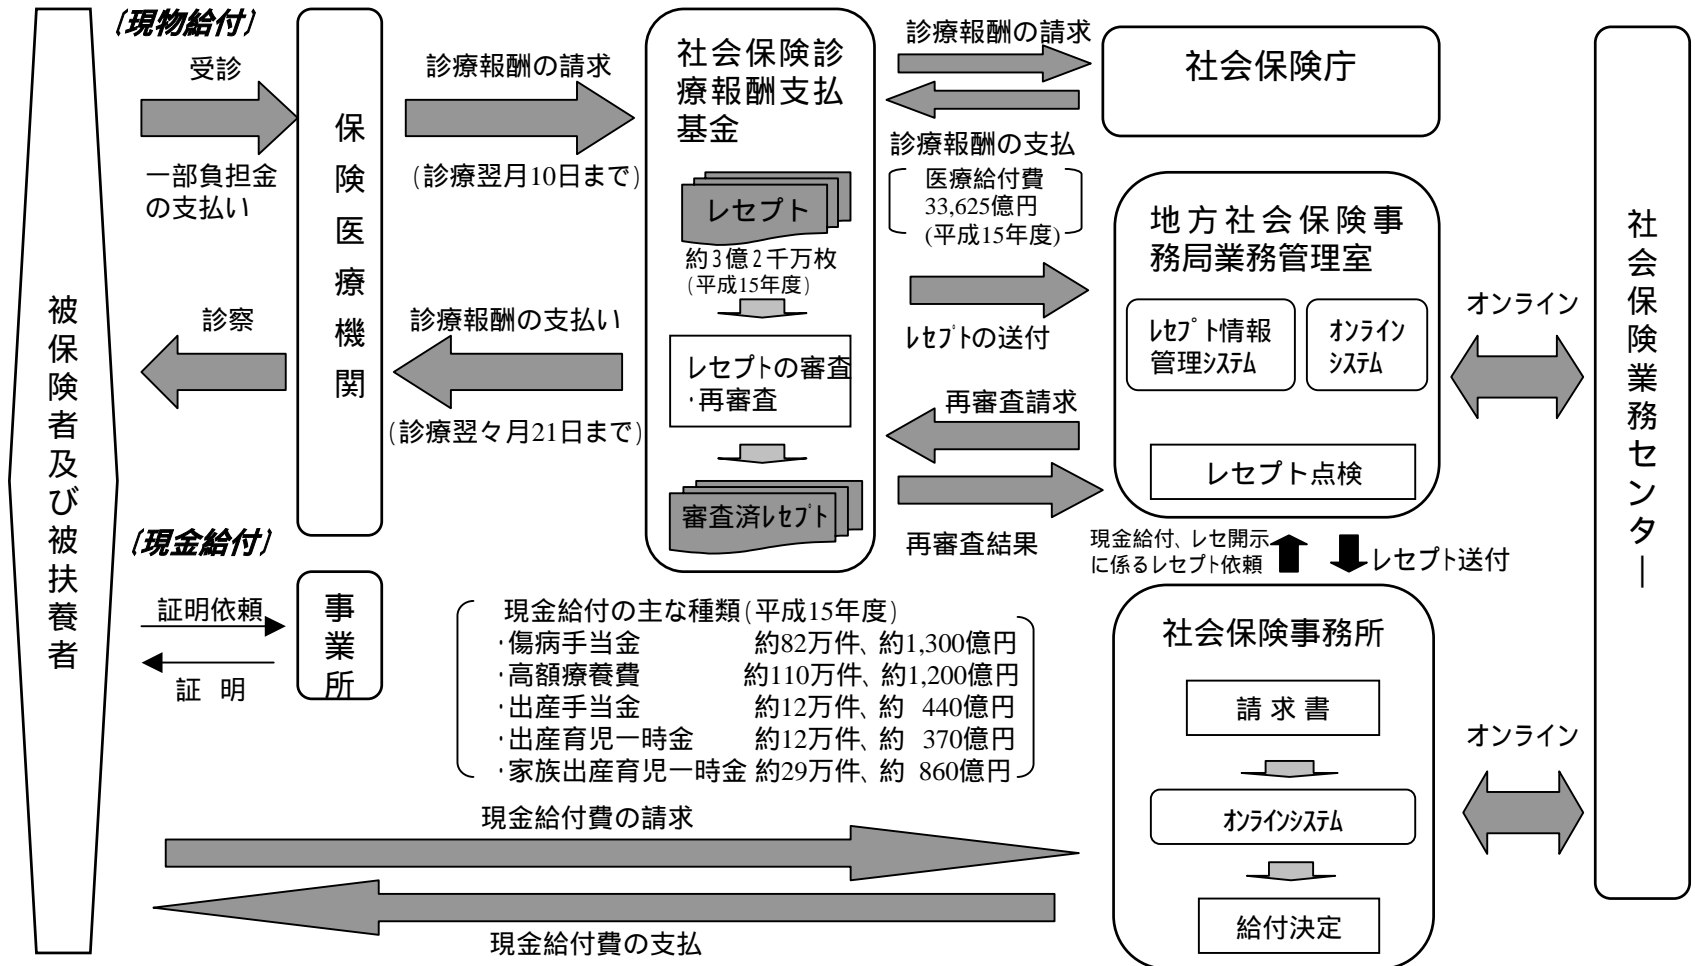 〔現物給付〕
受診
一部負担金
の支払い
診察
被保険者及び被扶養者
保険医療機関
診療報酬の請求
(診療翌月10日まで)
診療報酬の支払い
(診療翌々月21日まで)
社会保険診
療報酬支払
基金
レセプト
約3億2千万枚
(平成15年度)
レセプトの審査
・再審査
審査済レセプト
診療報酬の請求
診療報酬の支払
医療給付費
33,625億円
(平成15年度)
レセプトの送付
再審査請求
再審査結果
社会保険庁
地方社会保険事
務局業務管理室
レセプト情報
管理システム
オンライン
システム
レセプト点検
オンライン
社会保険業務センター
現金給付、レセ開示
に係るレセプト依頼
レセプト送付
〔現金給付〕
証明依頼
証 明
事業所
現金給付の主な種類(平成15年度)
・傷病手当金 約82万件、約1,300億円
・高額療養費 約110万件、約1,200億円
・出産手当金 約12万件、約 440億円
・出産育児一時金 約12万件、約 370億円
・家族出産育児一時金 約29万件、約 860億円
現金給付費の請求
現金給付費の支払
社会保険事務所
請求書
オンラインシステム
給付決定
オンライン